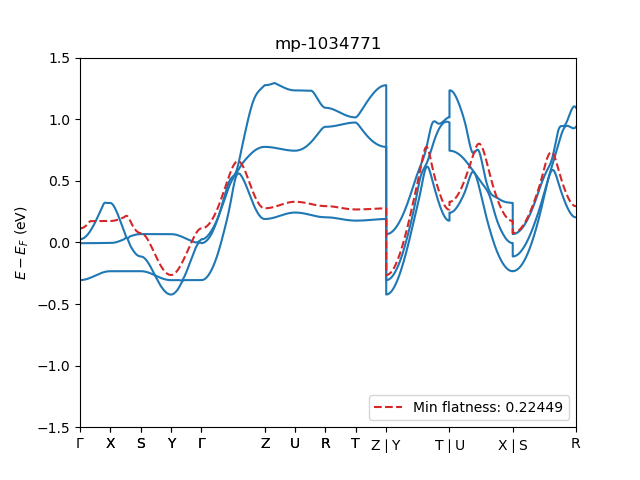 mp-1034771
1.5
1.0
0.5
0.0
−0.5
−1.0
−1.5
E − E_F (eV)
Min flatness: 0.22449
Γ X S Y Γ Z U R T Z | Y T | U X | S R